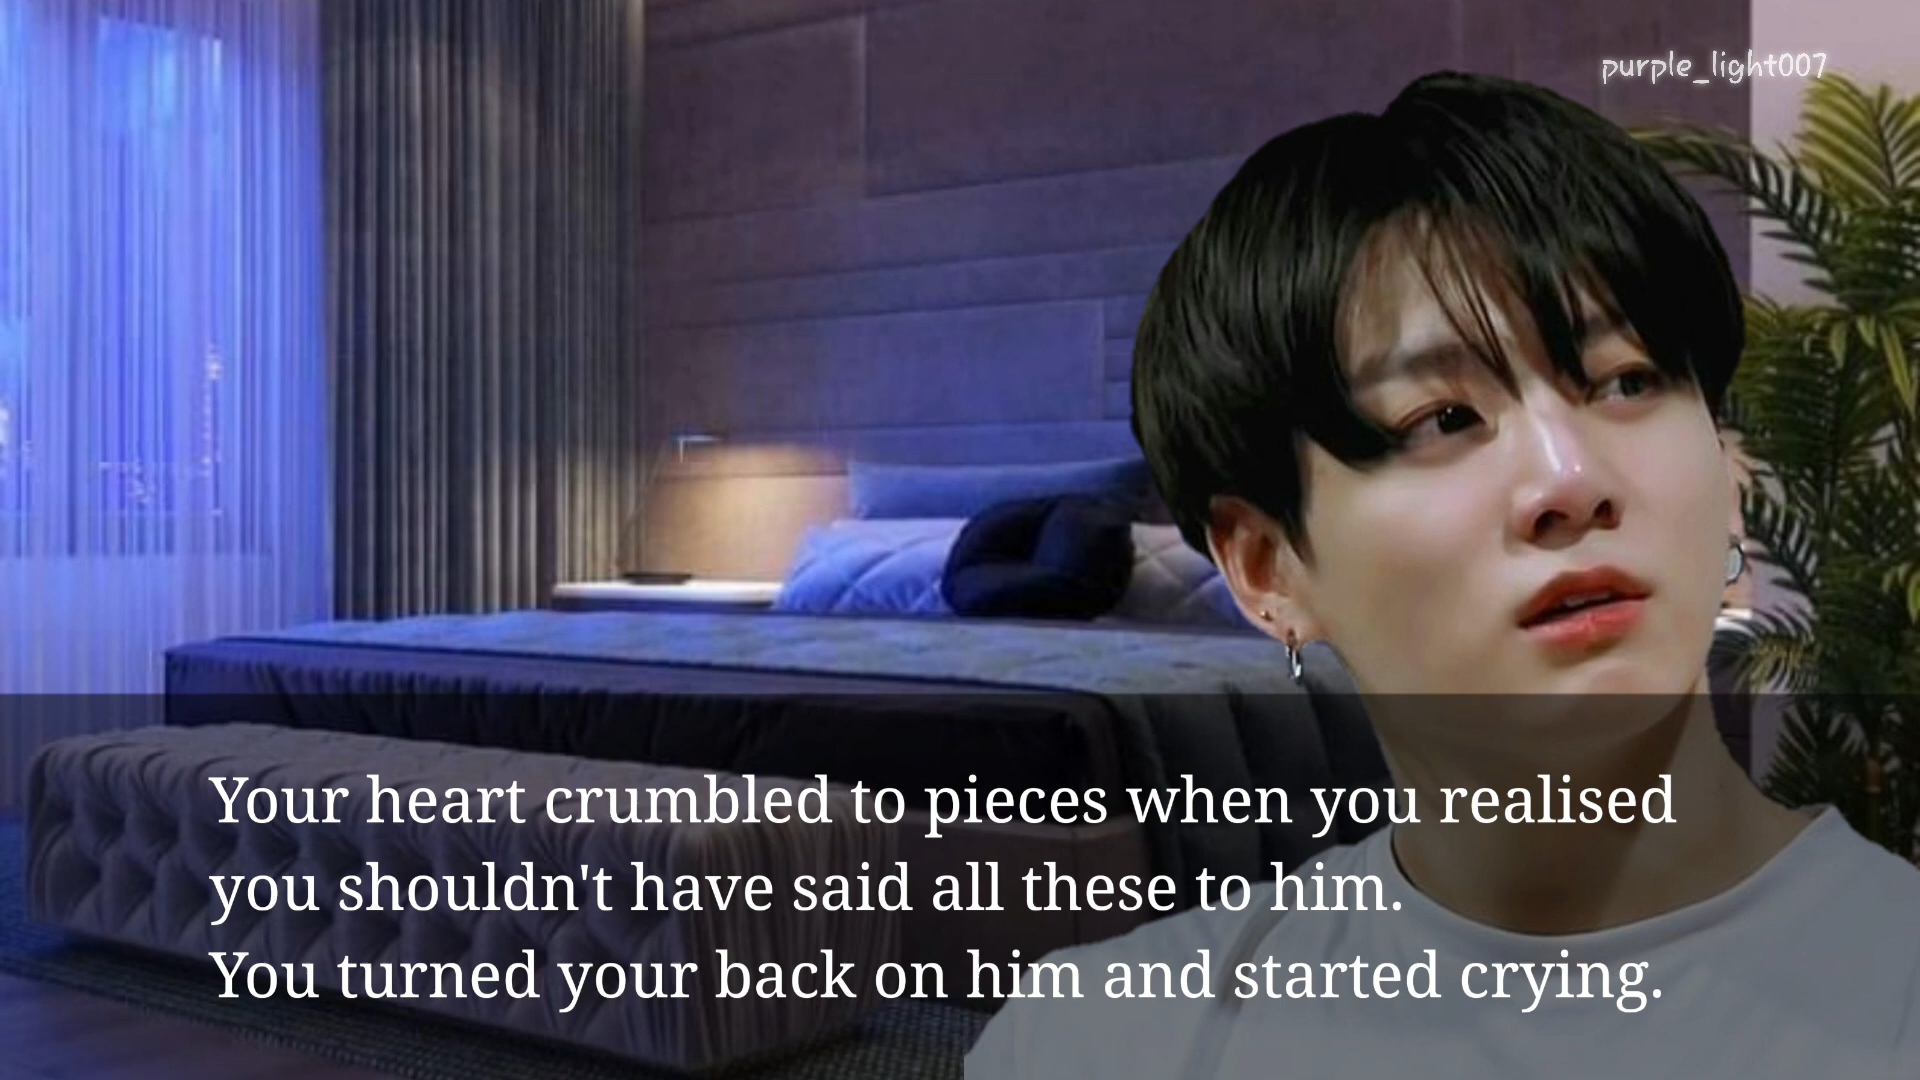 purple_light007
Your heart crumbled to pieces when you realised
you shouldn't have said all these to him.
You turned your back on him and started crying.